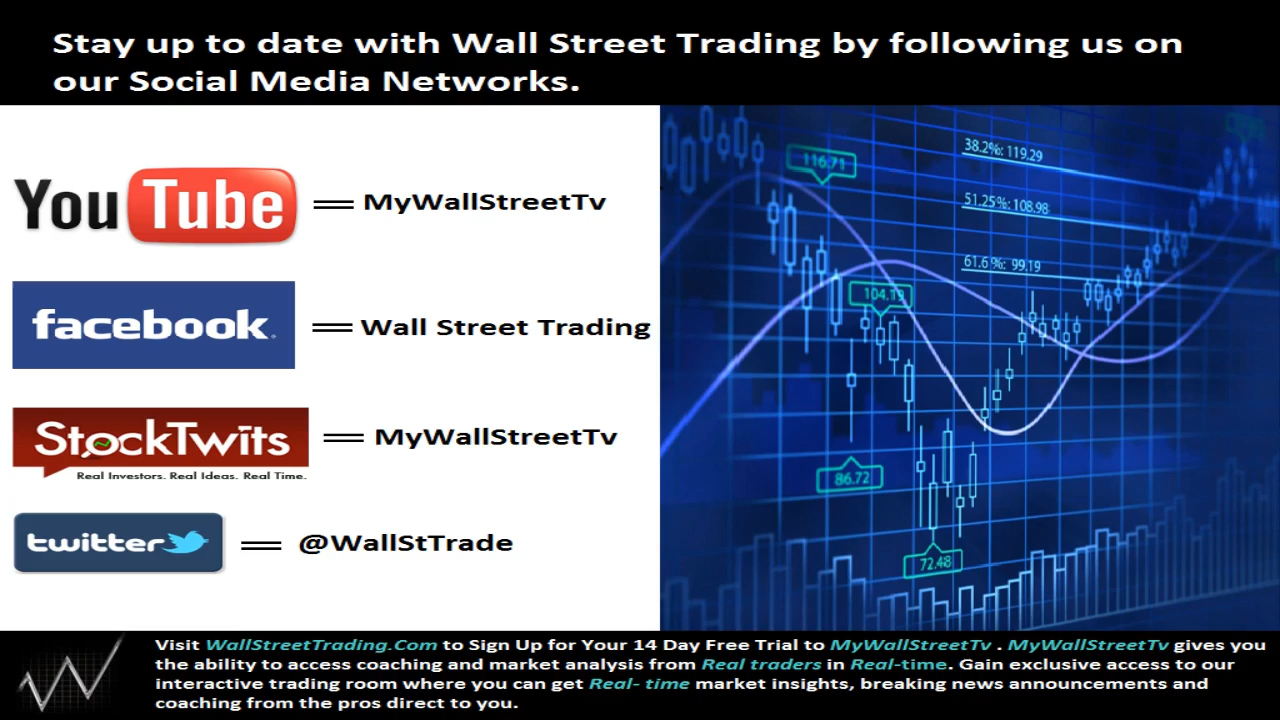 Stay up to date with Wall Street Trading by following us on
our Social Media Networks.
YouTube
MyWallStreetTv
facebook
Wall Street Trading
StockTwits
Real Investors. Real Ideas. Real Time.
MyWallStreetTv
twitter
@WallStTrade
116.71
38.2%: 119.29
51.25%: 108.98
61.6 %: 99.19
104.19
86.72
72.48
Visit WallStreetTrading.Com to Sign Up for Your 14 Day Free Trial to MyWallStreetTv . MyWallStreetTv gives you
the ability to access coaching and market analysis from Real traders in Real-time. Gain exclusive access to our
interactive trading room where you can get Real- time market insights, breaking news announcements and
coaching from the pros direct to you.